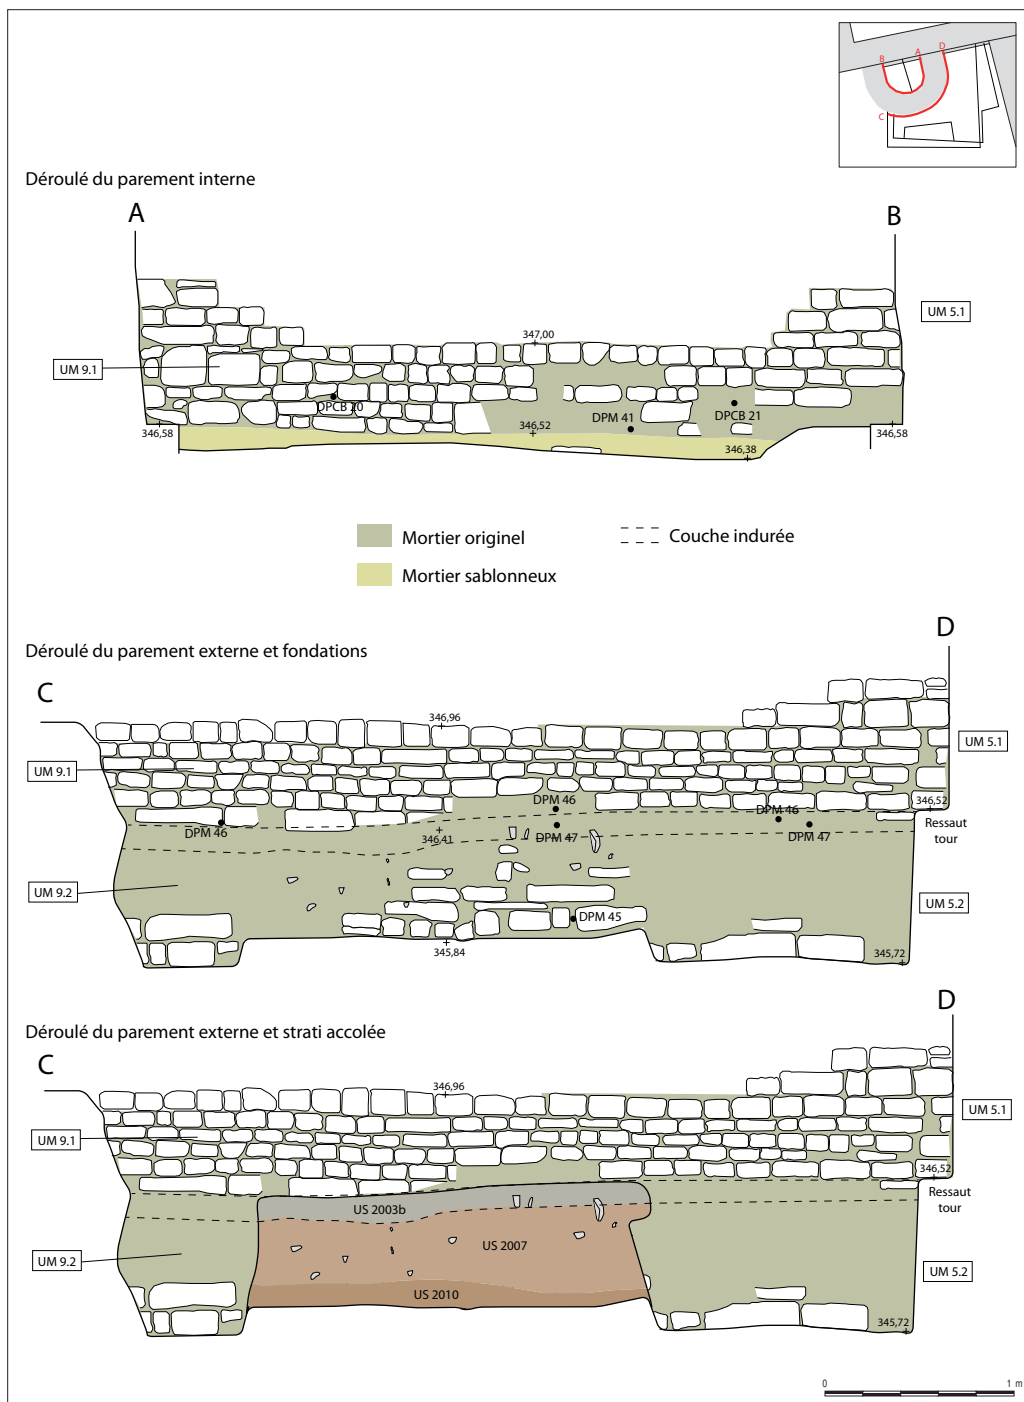 B
A
D
C
Déroulé du parement interne
A
B
UM 5.1
347,00
UM 9.1
DPCB 20
DPM 41
DPCB 21
346,58
346,52
346,38
346,58
Mortier originel
Couche indurée
Mortier sablonneux
Déroulé du parement externe et fondations
D
C
346,96
UM 5.1
UM 9.1
DPM 46
DPM 46
346,52
DPM 46
346,41
DPM 47
DPM 47
Ressaut
tour
UM 9.2
UM 5.2
DPM 45
345,84
345,72
Déroulé du parement externe et strati accolée
D
C
346,96
UM 5.1
UM 9.1
346,52
Ressaut
tour
US 2003b
US 2007
UM 9.2
UM 5.2
US 2010
345,72
0
1 m